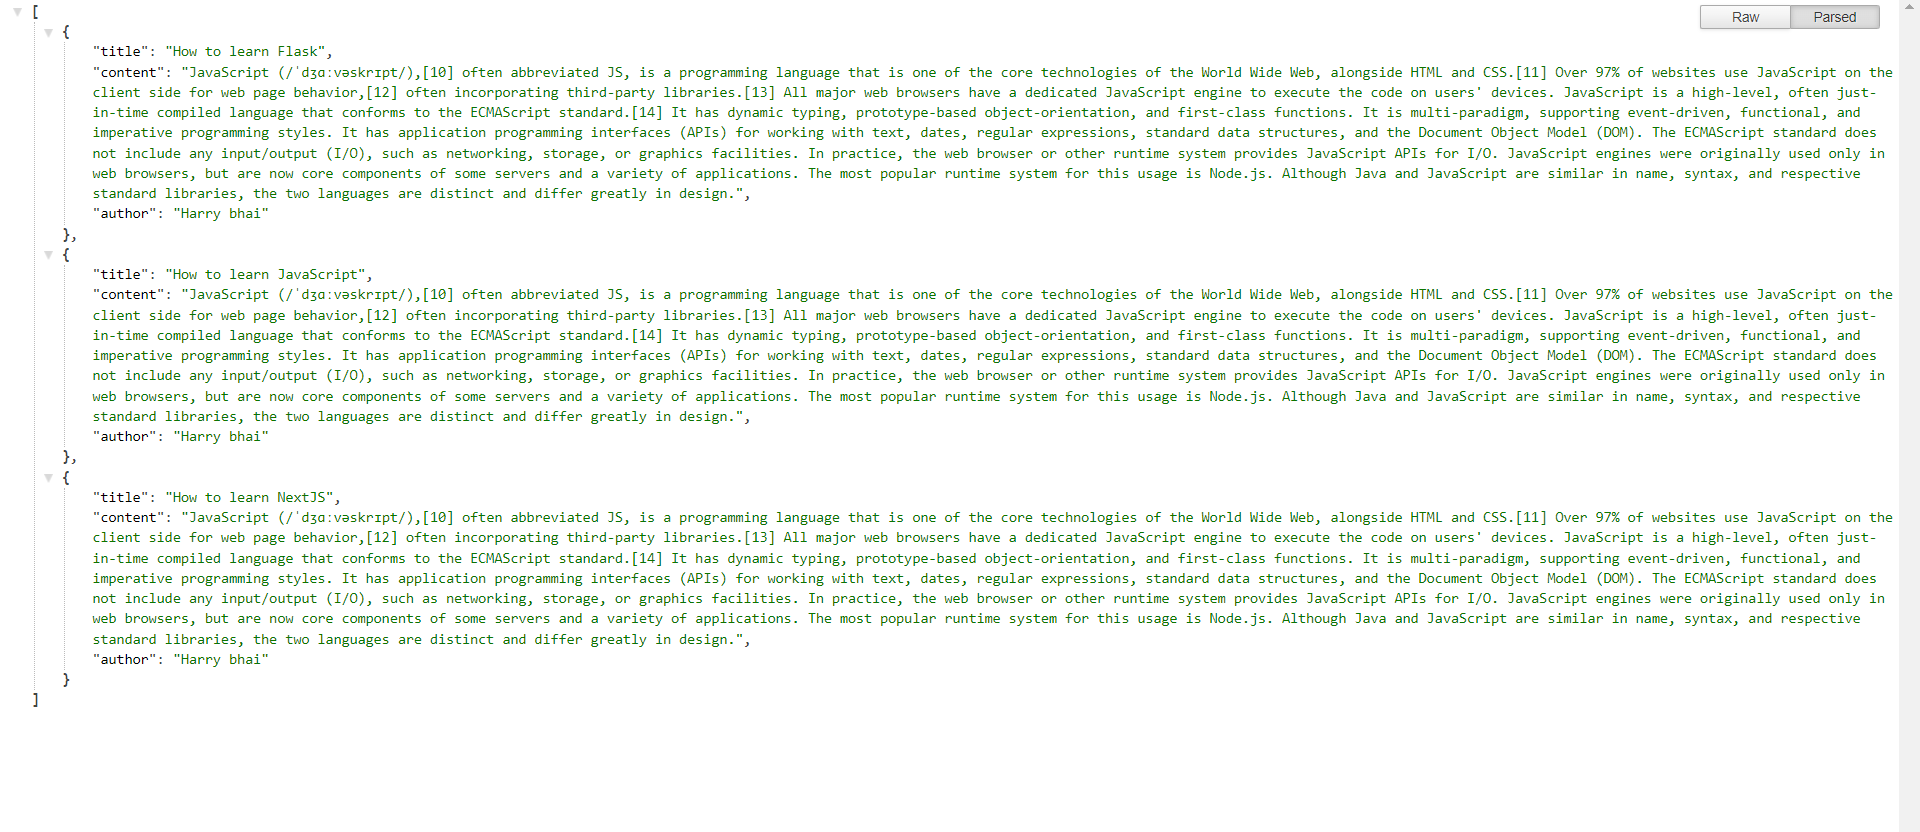 [
Raw Parsed
{
"title": "How to learn Flask",
"content": "JavaScript (/ˈdʒɑːvəskrɪpt/),[10] often abbreviated JS, is a programming language that is one of the core technologies of the World Wide Web, alongside HTML and CSS.[11] Over 97% of websites use JavaScript on the
client side for web page behavior,[12] often incorporating third-party libraries.[13] All major web browsers have a dedicated JavaScript engine to execute the code on users' devices. JavaScript is a high-level, often just-
in-time compiled language that conforms to the ECMAScript standard.[14] It has dynamic typing, prototype-based object-orientation, and first-class functions. It is multi-paradigm, supporting event-driven, functional, and
imperative programming styles. It has application programming interfaces (APIs) for working with text, dates, regular expressions, standard data structures, and the Document Object Model (DOM). The ECMAScript standard does
not include any input/output (I/O), such as networking, storage, or graphics facilities. In practice, the web browser or other runtime system provides JavaScript APIs for I/O. JavaScript engines were originally used only in
web browsers, but are now core components of some servers and a variety of applications. The most popular runtime system for this usage is Node.js. Although Java and JavaScript are similar in name, syntax, and respective
standard libraries, the two languages are distinct and differ greatly in design.",
"author": "Harry bhai"
},
{
"title": "How to learn JavaScript",
"content": "JavaScript (/ˈdʒɑːvəskrɪpt/),[10] often abbreviated JS, is a programming language that is one of the core technologies of the World Wide Web, alongside HTML and CSS.[11] Over 97% of websites use JavaScript on the
client side for web page behavior,[12] often incorporating third-party libraries.[13] All major web browsers have a dedicated JavaScript engine to execute the code on users' devices. JavaScript is a high-level, often just-
in-time compiled language that conforms to the ECMAScript standard.[14] It has dynamic typing, prototype-based object-orientation, and first-class functions. It is multi-paradigm, supporting event-driven, functional, and
imperative programming styles. It has application programming interfaces (APIs) for working with text, dates, regular expressions, standard data structures, and the Document Object Model (DOM). The ECMAScript standard does
not include any input/output (I/O), such as networking, storage, or graphics facilities. In practice, the web browser or other runtime system provides JavaScript APIs for I/O. JavaScript engines were originally used only in
web browsers, but are now core components of some servers and a variety of applications. The most popular runtime system for this usage is Node.js. Although Java and JavaScript are similar in name, syntax, and respective
standard libraries, the two languages are distinct and differ greatly in design.",
"author": "Harry bhai"
},
{
"title": "How to learn NextJS",
"content": "JavaScript (/ˈdʒɑːvəskrɪpt/),[10] often abbreviated JS, is a programming language that is one of the core technologies of the World Wide Web, alongside HTML and CSS.[11] Over 97% of websites use JavaScript on the
client side for web page behavior,[12] often incorporating third-party libraries.[13] All major web browsers have a dedicated JavaScript engine to execute the code on users' devices. JavaScript is a high-level, often just-
in-time compiled language that conforms to the ECMAScript standard.[14] It has dynamic typing, prototype-based object-orientation, and first-class functions. It is multi-paradigm, supporting event-driven, functional, and
imperative programming styles. It has application programming interfaces (APIs) for working with text, dates, regular expressions, standard data structures, and the Document Object Model (DOM). The ECMAScript standard does
not include any input/output (I/O), such as networking, storage, or graphics facilities. In practice, the web browser or other runtime system provides JavaScript APIs for I/O. JavaScript engines were originally used only in
web browsers, but are now core components of some servers and a variety of applications. The most popular runtime system for this usage is Node.js. Although Java and JavaScript are similar in name, syntax, and respective
standard libraries, the two languages are distinct and differ greatly in design.",
"author": "Harry bhai"
}
]